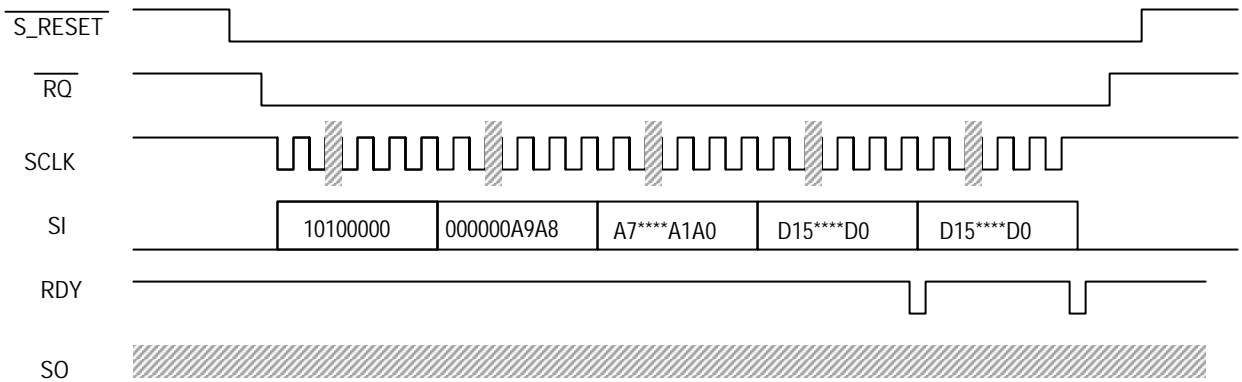 S_RESET
RQ
SCLK
SI 10100000 000000A9A8 A7****A1A0 D15****D0 D15****D0
RDY
SO